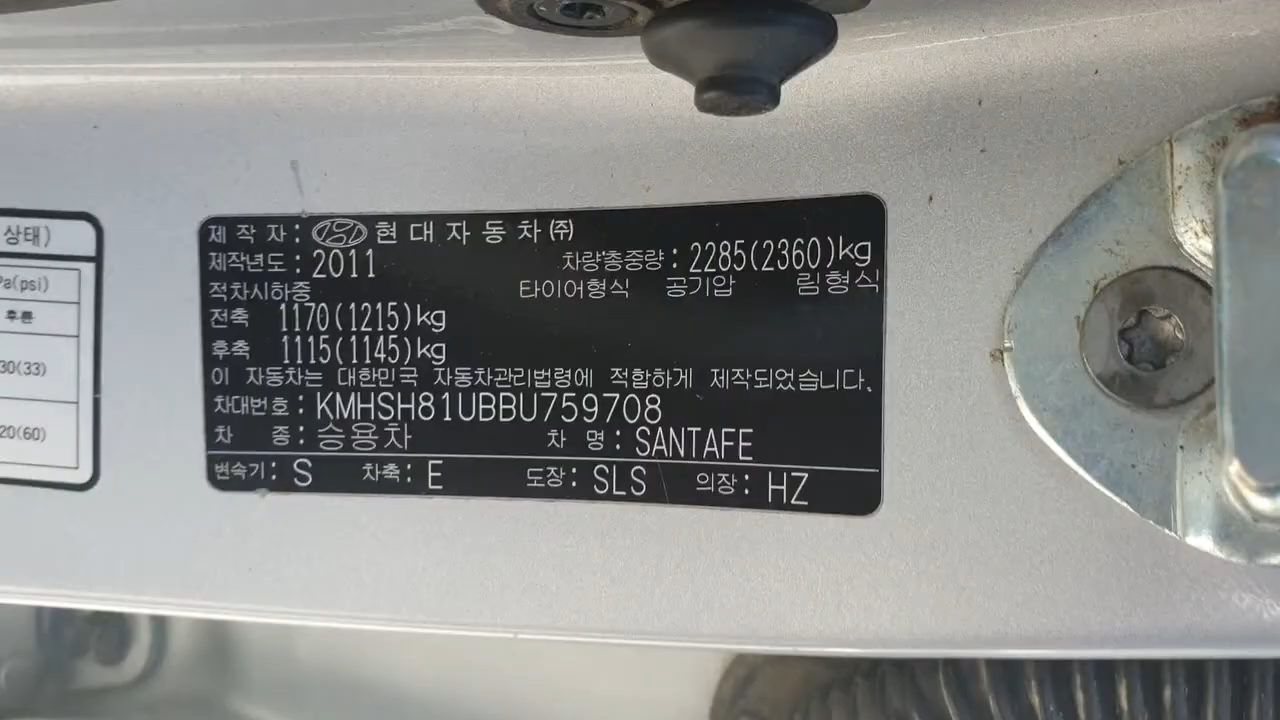 상태)
Pa(psi)
후륜
30(33)
20(60)
제 작 자 : 현대자동차㈜
제작년도 : 2011 차량총중량 : 2285(2360)kg
적차시하중 타이어형식 공기압 림형식
전축 1170(1215)kg
후축 1115(1145)kg
이 자동차는 대한민국 자동차관리법령에 적합하게 제작되었습니다.
차대번호 : KMHSH81UBBU759708
차 종 : 승용차 차 명 : SANTAFE
변속기 : S 차축 : E 도장 : SLS 의장 : HZ